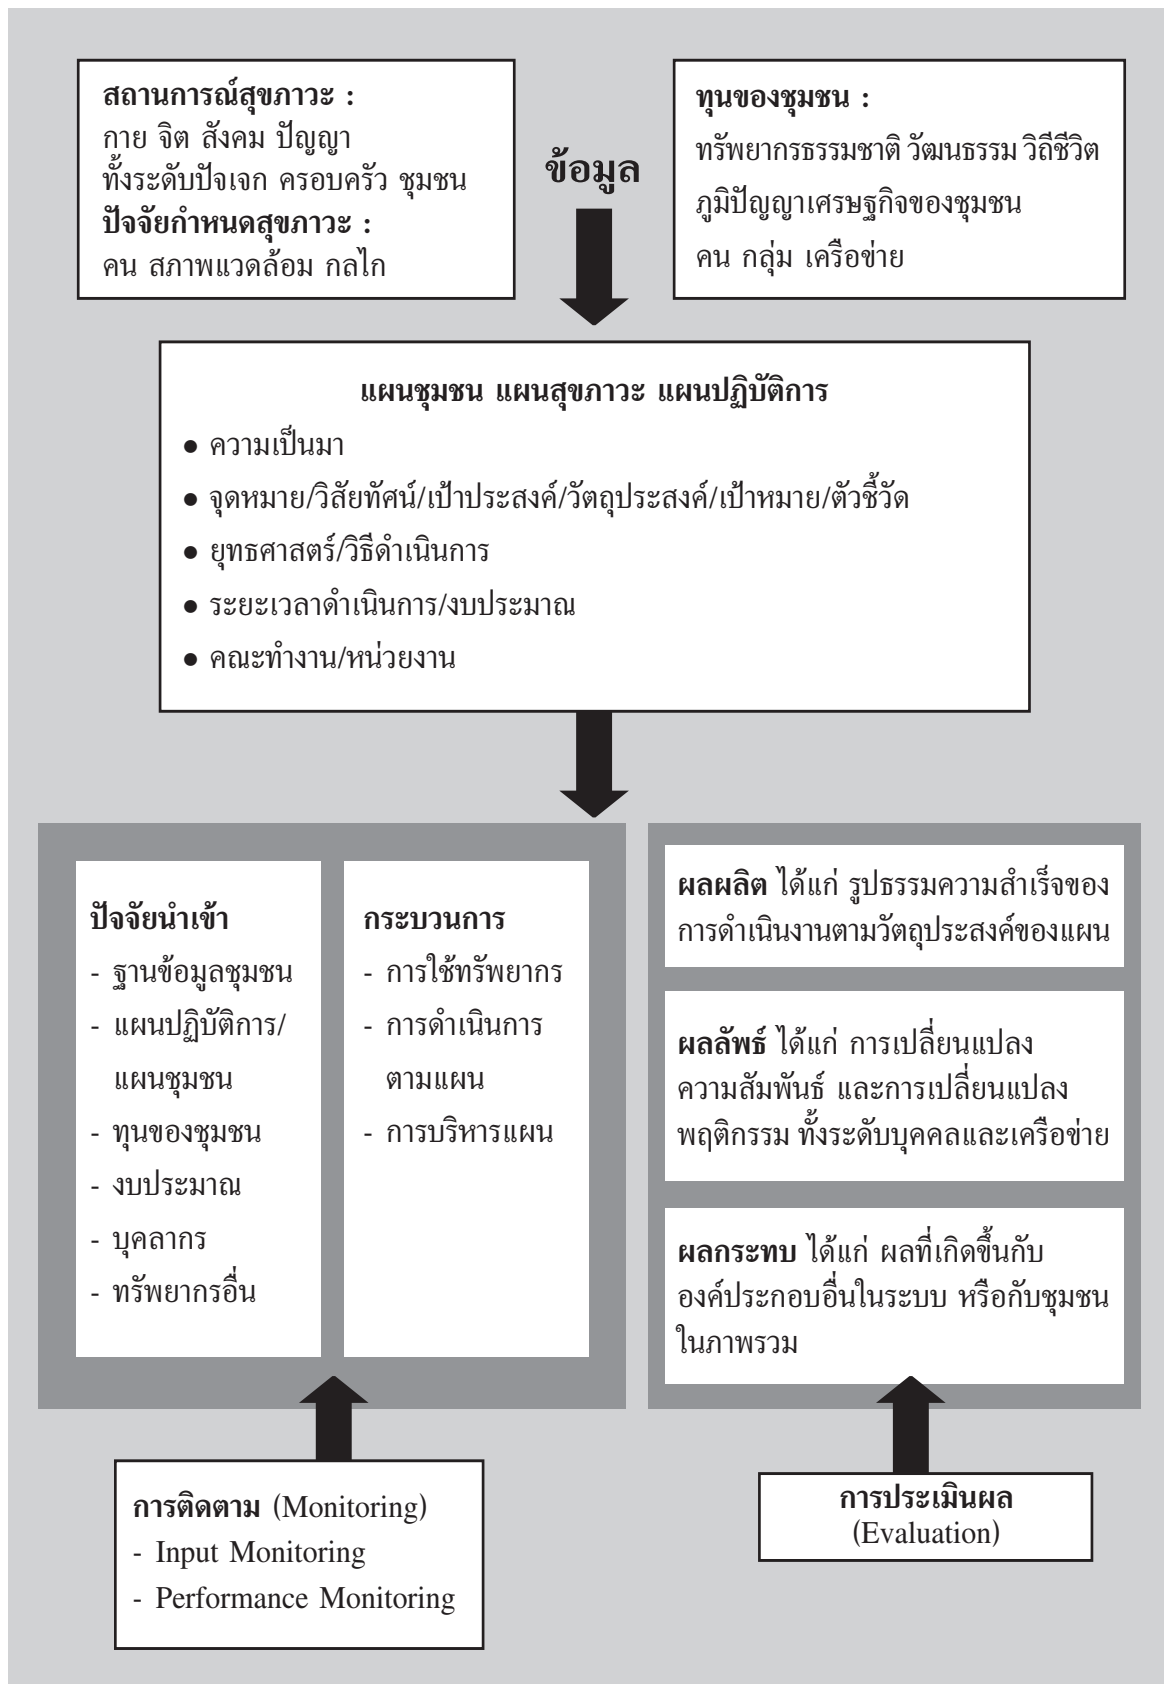 สถานการณ์สุขภาวะ :
กาย จิต สังคม ปัญญา
ทั้งระดับปัจเจก ครอบครัว ชุมชน
ปัจจัยกำหนดสุขภาวะ :
คน สภาพแวดล้อม กลไก
ข้อมูล
ทุนของชุมชน :
ทรัพยากรธรรมชาติ วัฒนธรรม วิถีชีวิต
ภูมิปัญญาเศรษฐกิจของชุมชน
คน กลุ่ม เครือข่าย
แผนชุมชน แผนสุขภาวะ แผนปฏิบัติการ
● ความเป็นมา
● จุดหมาย/วิสัยทัศน์/เป้าประสงค์/วัตถุประสงค์/เป้าหมาย/ตัวชี้วัด
● ยุทธศาสตร์/วิธีดำเนินการ
● ระยะเวลาดำเนินการ/งบประมาณ
● คณะทำงาน/หน่วยงาน
ปัจจัยนำเข้า
- ฐานข้อมูลชุมชน
- แผนปฏิบัติการ/
แผนชุมชน
- ทุนของชุมชน
- งบประมาณ
- บุคลากร
- ทรัพยากรอื่น
กระบวนการ
- การใช้ทรัพยากร
- การดำเนินการ
ตามแผน
- การบริหารแผน
ผลผลิต ได้แก่ รูปธรรมความสำเร็จของ
การดำเนินงานตามวัตถุประสงค์ของแผน
ผลลัพธ์ ได้แก่ การเปลี่ยนแปลง
ความสัมพันธ์ และการเปลี่ยนแปลง
พฤติกรรม ทั้งระดับบุคคลและเครือข่าย
ผลกระทบ ได้แก่ ผลที่เกิดขึ้นกับ
องค์ประกอบอื่นในระบบ หรือกับชุมชน
ในภาพรวม
การติดตาม (Monitoring)
- Input Monitoring
- Performance Monitoring
การประเมินผล
(Evaluation)